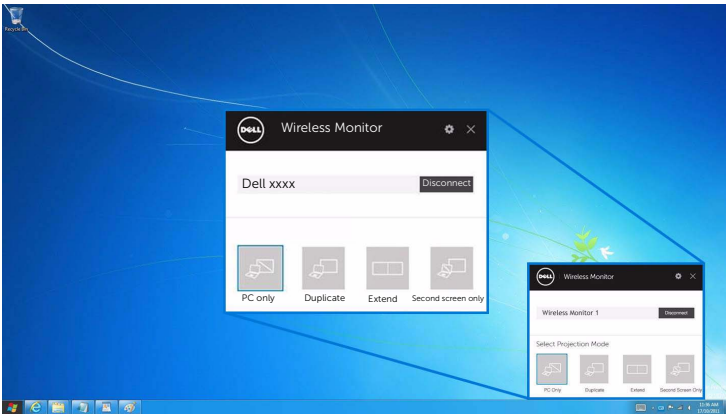 Recycle Bin
DELL
Wireless Monitor
Dell xxxx
Disconnect
PC only Duplicate Extend Second screen only
DELL
Wireless Monitor
Wireless Monitor 1
Disconnect
Select Projection Mode
PC Only Duplicate Extend Second Screen Only